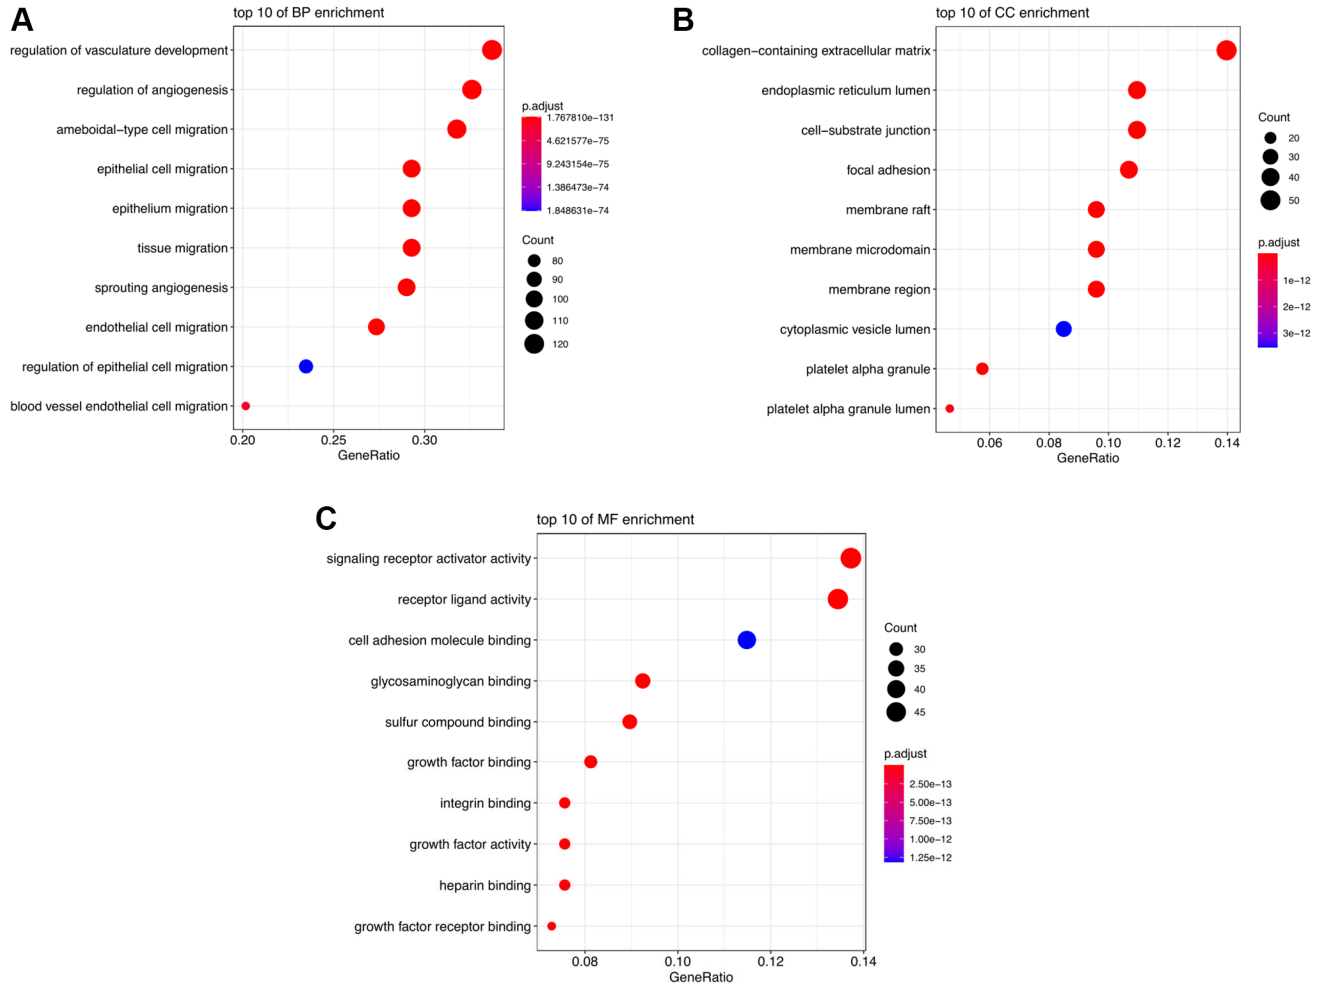 A
top 10 of BP enrichment
regulation of vasculature development
regulation of angiogenesis
ameboidal−type cell migration
epithelial cell migration
epithelium migration
tissue migration
sprouting angiogenesis
endothelial cell migration
regulation of epithelial cell migration
blood vessel endothelial cell migration
0.20 0.25 0.30
GeneRatio
p.adjust
1.767810e−131
4.621577e−75
9.243154e−75
1.386473e−74
1.848631e−74
Count
80
90
100
110
120
B
top 10 of CC enrichment
collagen−containing extracellular matrix
endoplasmic reticulum lumen
cell−substrate junction
focal adhesion
membrane raft
membrane microdomain
membrane region
cytoplasmic vesicle lumen
platelet alpha granule
platelet alpha granule lumen
0.06 0.08 0.10 0.12 0.14
GeneRatio
Count
20
30
40
50
p.adjust
1e−12
2e−12
3e−12
C
top 10 of MF enrichment
signaling receptor activator activity
receptor ligand activity
cell adhesion molecule binding
glycosaminoglycan binding
sulfur compound binding
growth factor binding
integrin binding
growth factor activity
heparin binding
growth factor receptor binding
0.08 0.10 0.12 0.14
GeneRatio
Count
30
35
40
45
p.adjust
2.50e−13
5.00e−13
7.50e−13
1.00e−12
1.25e−12